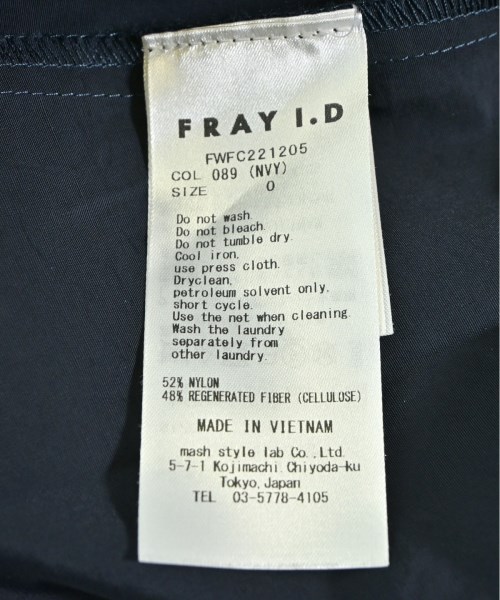 FRAY I.D
FWFC221205
COL 089 (NVY)
SIZE 0
Do not wash.
Do not bleach.
Do not tumble dry.
Cool iron,
use press cloth.
Dryclean,
petroleum solvent only,
short cycle.
Use the net when cleaning.
Wash the laundry
separately from
other laundry.
52% NYLON
48% REGENERATED FIBER (CELLULOSE)
MADE IN VIETNAM
mash style lab Co.,Ltd.
5-7-1 Kojimachi Chiyoda-ku
Tokyo, Japan
TEL 03-5778-4105